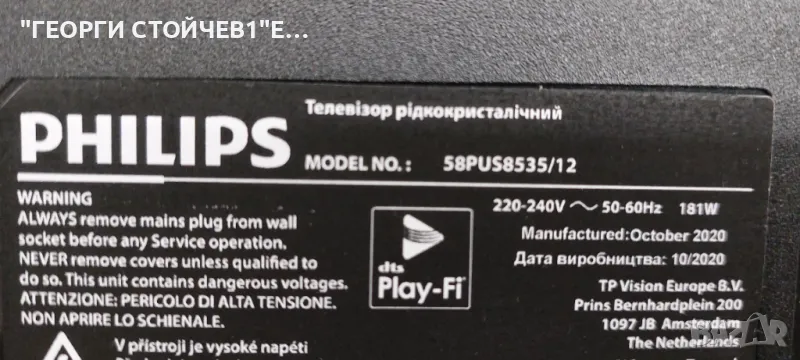 "ГЕОРГИ СТОЙЧЕВ1"Е...
Телевізор рідкокристалічний
PHILIPS
MODEL NO.: 58PUS8535/12
WARNING
ALWAYS remove mains plug from wall
socket before any Service operation.
NEVER remove covers unless qualified to
do so. This unit contains dangerous voltages.
ATTENZIONE: PERICOLO DI ALTA TENSIONE.
NON APRIRE LO SCHIENALE.
V přístroji je vysoké napětí
dts
Play-Fi
220-240V ～ 50-60Hz 181W
Manufactured:October 2020
Дата виробництва: 10/2020
TP Vision Europe B.V.
Prins Bernhardplein 200
1097 JB Amsterdam
The Netherlands